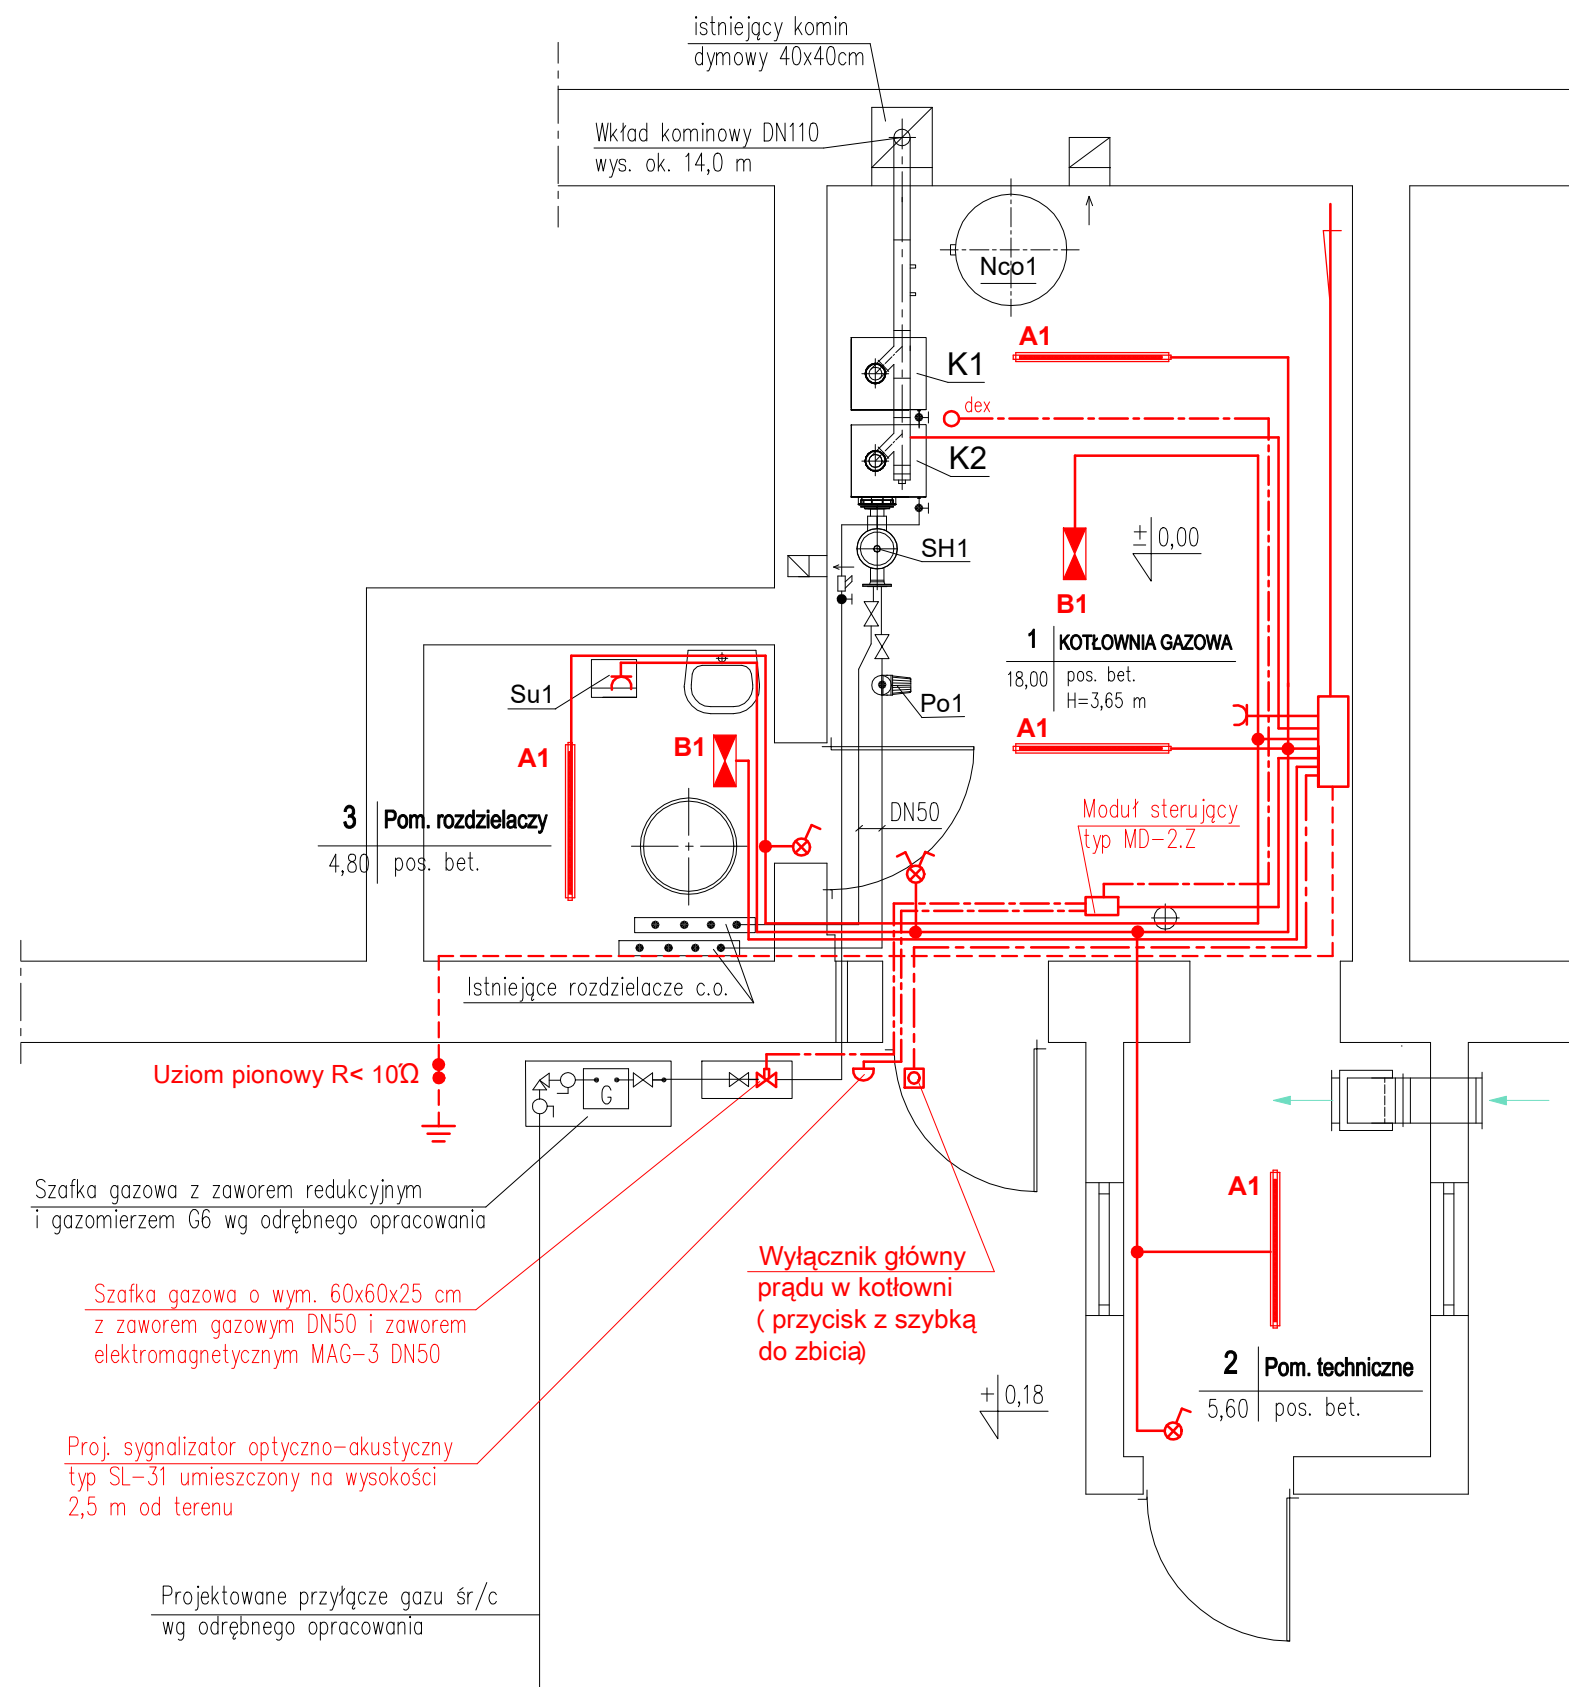 istniejący komin
dymowy 40x40cm
Wkład kominowy DN110
wys. ok. 14,0 m
Nco1
A1
K1
dex
K2
SH1
± 0,00
B1
1 KOTŁOWNIA GAZOWA
18,00 pos. bet.
H=3,65 m
Su1
Po1
A1
B1
A1
3 Pom. rozdzielaczy
4,80 pos. bet.
DN50
Moduł sterujący
typ MD-2.Z
Istniejące rozdzielacze c.o.
Uziom pionowy R< 10Ω
G
Szafka gazowa z zaworem redukcyjnym
i gazomierzem G6 wg odrębnego opracowania
A1
Wyłącznik główny
prądu w kotłowni
( przycisk z szybką
do zbicia)
Szafka gazowa o wym. 60x60x25 cm
z zaworem gazowym DN50 i zaworem
elektromagnetycznym MAG-3 DN50
2 Pom. techniczne
5,60 pos. bet.
+ 0,18
Proj. sygnalizator optyczno-akustyczny
typ SL-31 umieszczony na wysokości
2,5 m od terenu
Projektowane przyłącze gazu śr/c
wg odrębnego opracowania